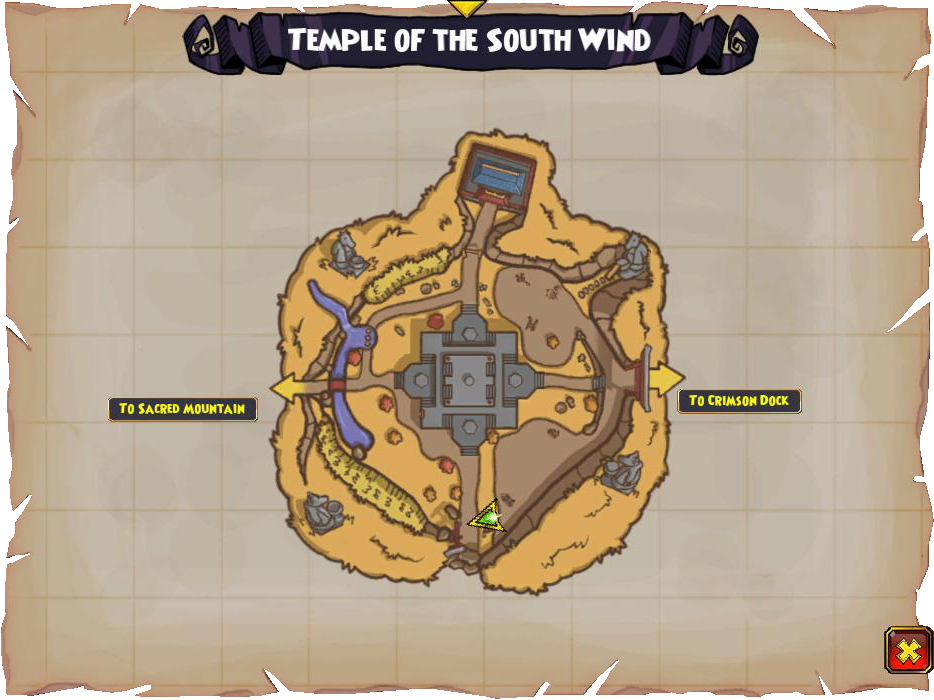 TEMPLE OF THE SOUTH WIND
TO CRIMSON DOCK
TO SACRED MOUNTAIN